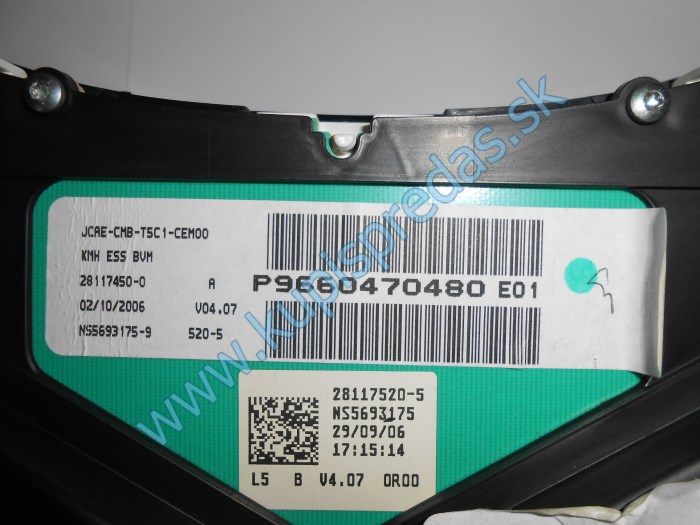 JCAE-CMB-T5C1-CEM00
KMH ESS BVM
28117450-0 A
02/10/2006 V04.07
NS5693175-9 520-5
P9660470480 E01
28117520-5
NS5693175
29/09/06
17:15:14
L5 B V4.07 0R00
www.kupispredas.sk